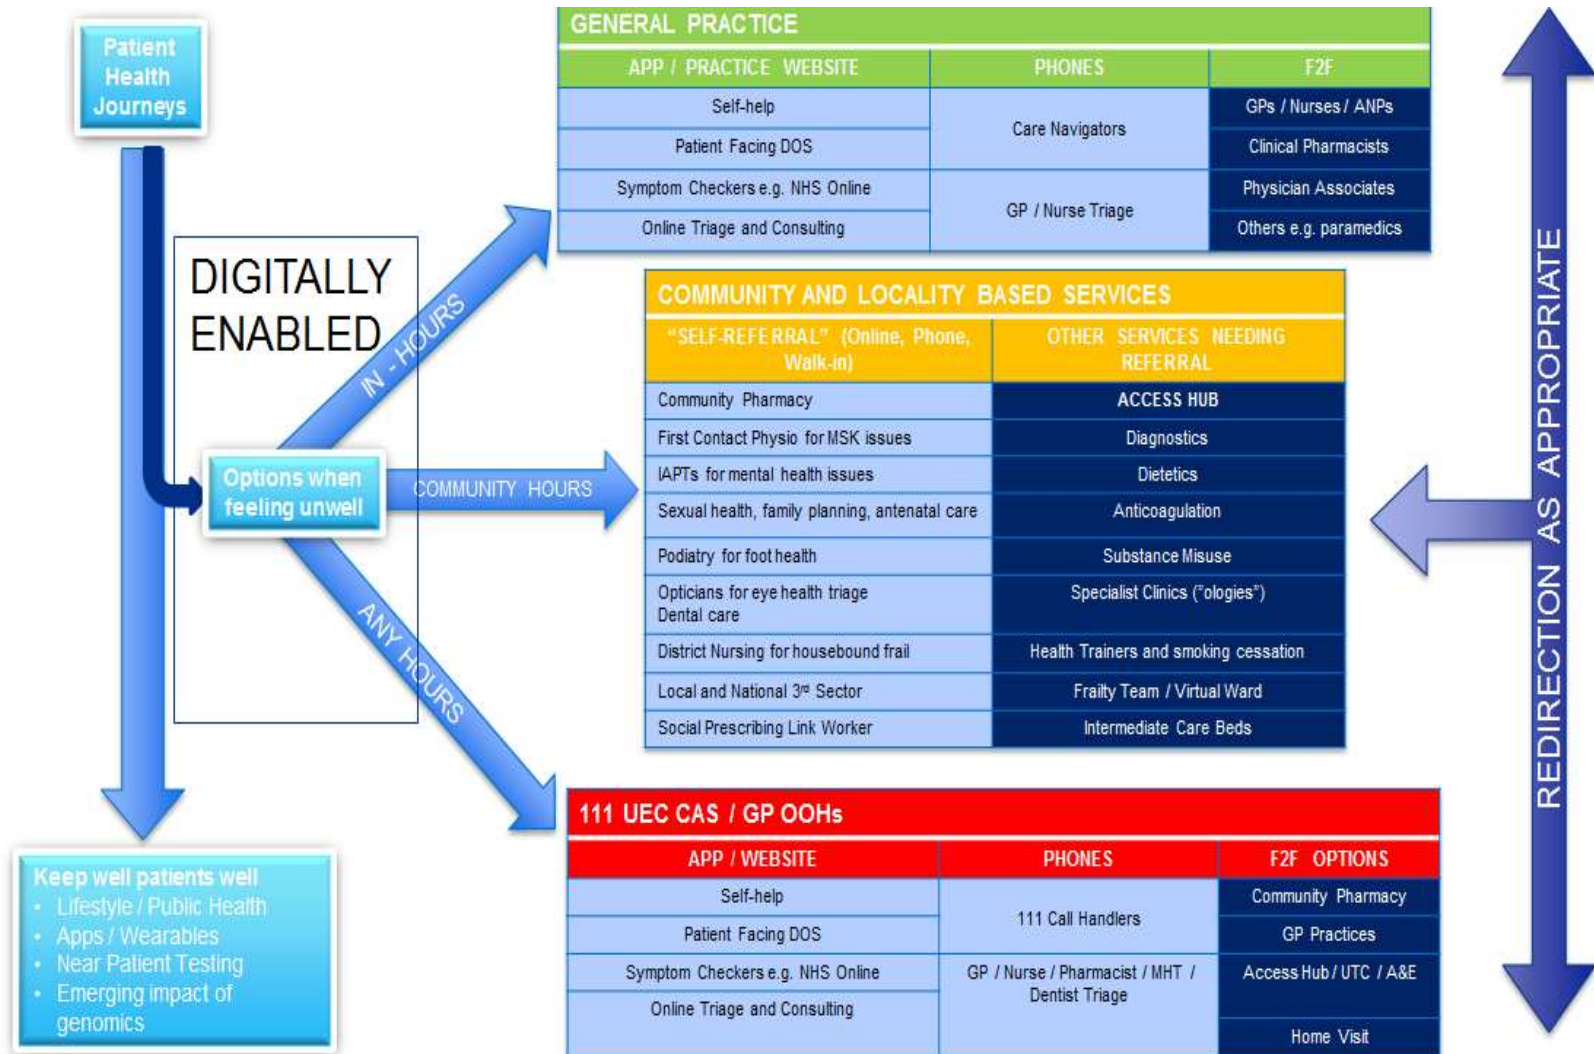 Patient
Health
Journeys
DIGITALLY
ENABLED
Options when
feeling unwell
IN - HOURS
COMMUNITY HOURS
ANY HOURS
Keep well patients well
• Lifestyle / Public Health
• Apps / Wearables
• Near Patient Testing
• Emerging impact of
genomics
GENERAL PRACTICE
APP / PRACTICE WEBSITE
PHONES
F2F
Self-help
Care Navigators
GPs / Nurses / ANPs
Patient Facing DOS
Clinical Pharmacists
Symptom Checkers e.g. NHS Online
GP / Nurse Triage
Physician Associates
Online Triage and Consulting
Others e.g. paramedics
COMMUNITY AND LOCALITY BASED SERVICES
"SELF-REFERRAL" (Online, Phone,
Walk-in)
OTHER SERVICES NEEDING
REFERRAL
Community Pharmacy
ACCESS HUB
First Contact Physio for MSK issues
Diagnostics
IAPTs for mental health issues
Dietetics
Sexual health, family planning, antenatal care
Anticoagulation
Podiatry for foot health
Substance Misuse
Opticians for eye health triage
Dental care
Specialist Clinics ("ologies")
District Nursing for housebound frail
Health Trainers and smoking cessation
Local and National 3rd Sector
Frailty Team / Virtual Ward
Social Prescribing Link Worker
Intermediate Care Beds
111 UEC CAS / GP OOHs
APP / WEBSITE
PHONES
F2F OPTIONS
Self-help
111 Call Handlers
Community Pharmacy
Patient Facing DOS
GP Practices
Symptom Checkers e.g. NHS Online
GP / Nurse / Pharmacist / MHT /
Dentist Triage
Access Hub / UTC / A&E
Online Triage and Consulting
Home Visit
REDIRECTION AS APPROPRIATE